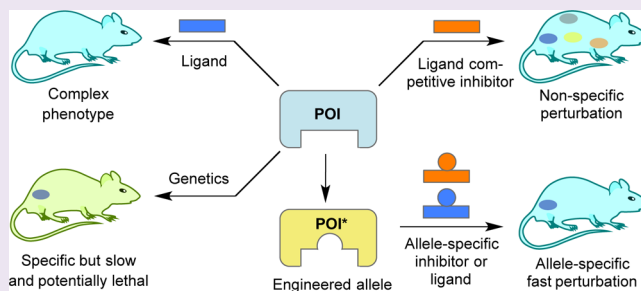 Ligand
Complex
phenotype
Ligand com-
petitive inhibitor
Non-specific
perturbation
POI
Genetics
Specific but slow
and potentially lethal
POI*
Engineered allele
Allele-specific
inhibitor or
ligand
Allele-specific
fast perturbation